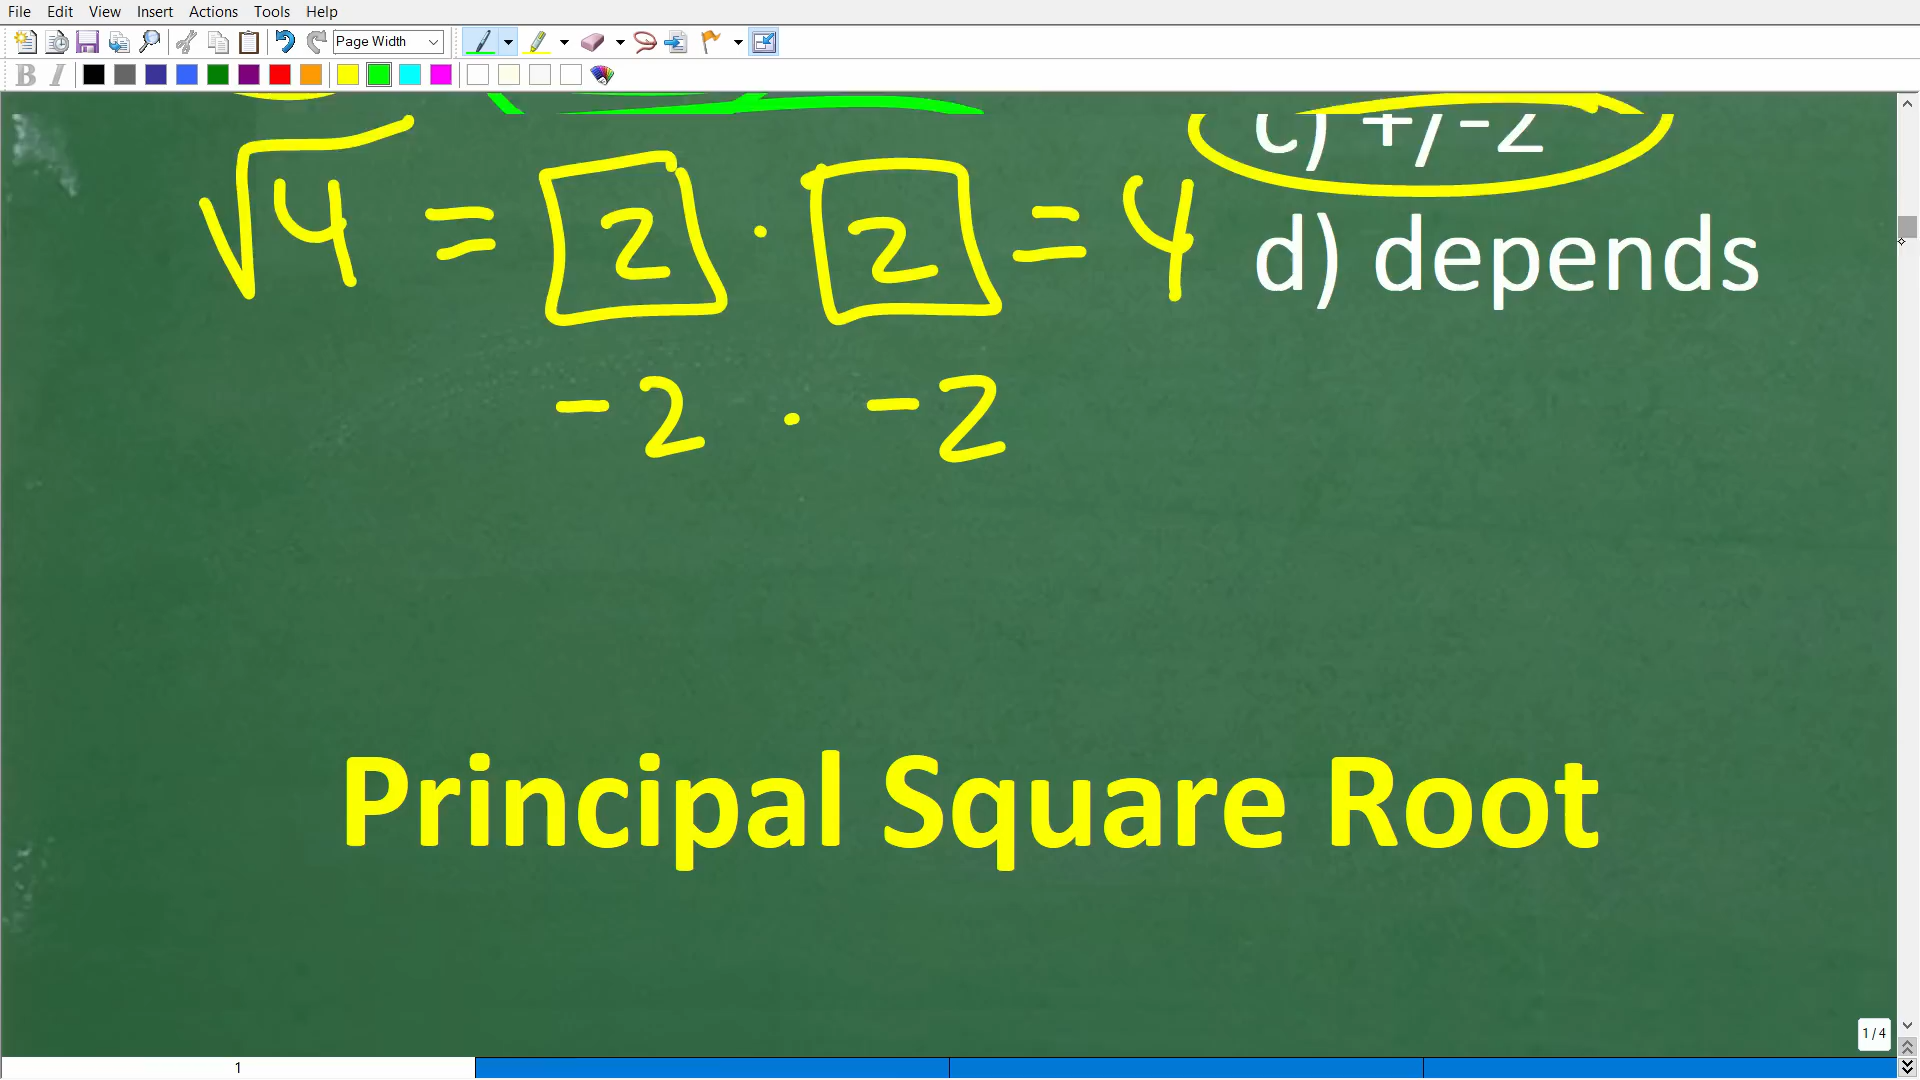 File Edit View Insert Actions Tools Help
Page Width
B I
c) +/-2
√4 = 2 · 2 = 4
d) depends
-2 · -2
Principal Square Root
1 / 4
1